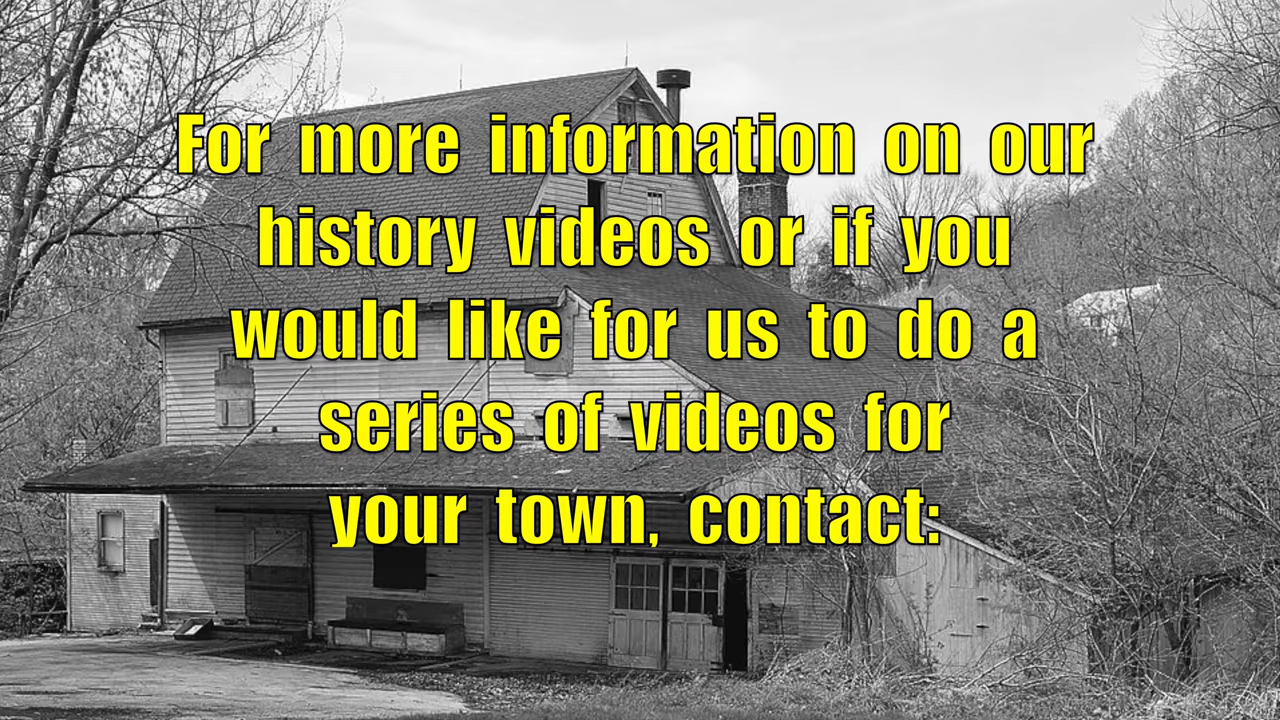 For more information on our
history videos or if you
would like for us to do a
series of videos for
your town, contact: